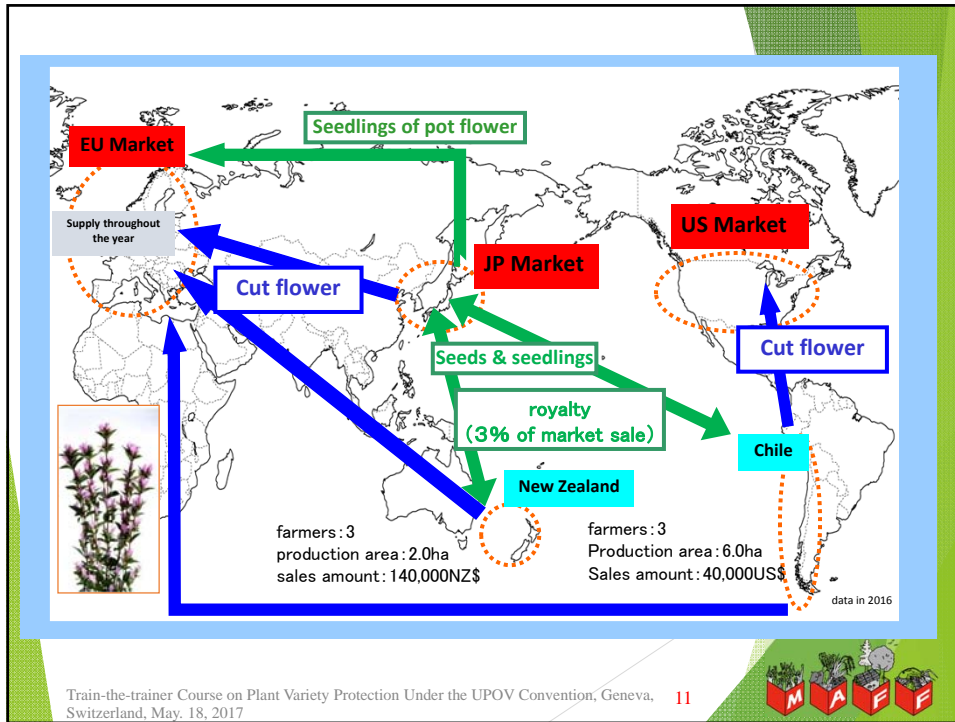 Seedlings of pot flower
EU Market
Supply throughout
the year
US Market
JP Market
Cut flower
Cut flower
Seeds & seedlings
royalty
(3% of market sale)
Chile
New Zealand
farmers:3
production area:2.0ha
sales amount:140,000NZ$
farmers:3
Production area:6.0ha
Sales amount:40,000US$
data in 2016
Train-the-trainer Course on Plant Variety Protection Under the UPOV Convention, Geneva,
Switzerland, May. 18, 2017
11
MAFF